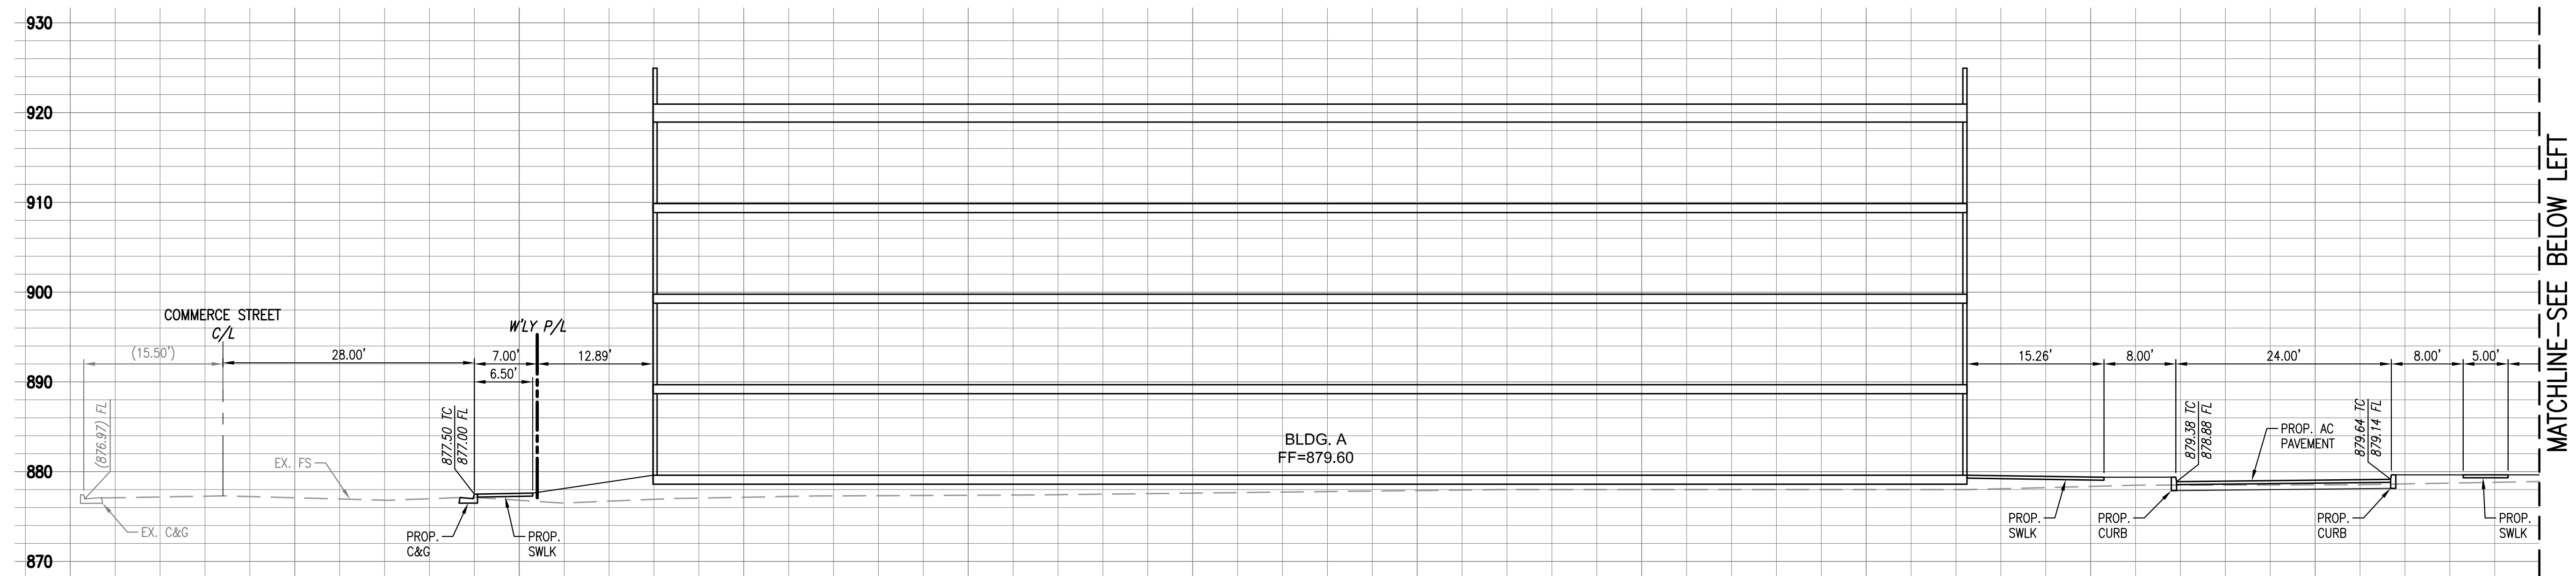 930
920
910
900
890
880
870
COMMERCE STREET
C/L
W'LY P/L
(15.50')
28.00'
7.00'
12.89'
6.50'
15.26'
8.00'
24.00'
8.00'
5.00'
(876.97) FL
877.50 TC
877.00 FL
EX. FS
EX. C&G
PROP.
C&G
PROP.
SWLK
BLDG. A
FF=879.60
PROP.
SWLK
PROP.
CURB
879.38 TC
878.88 FL
PROP. AC
PAVEMENT
879.64 TC
879.14 FL
PROP.
CURB
PROP.
SWLK
MATCHLINE-SEE BELOW LEFT